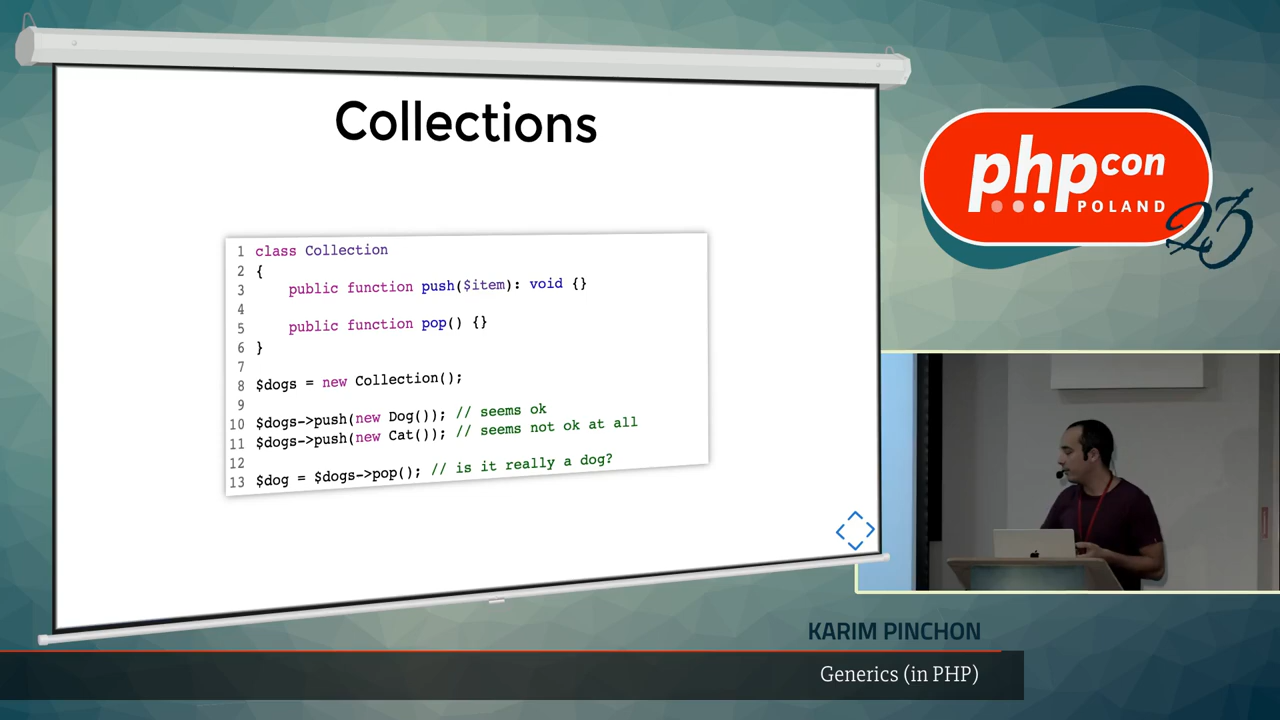 Collections
1 class Collection
2 {
3 public function push($item): void {}
4
5 public function pop() {}
6 }
7
8 $dogs = new Collection();
9
10 $dogs->push(new Dog()); // seems ok
11 $dogs->push(new Cat()); // seems not ok at all
12
13 $dog = $dogs->pop(); // is it really a dog?
phpcon
POLAND
23
KARIM PINCHON
Generics (in PHP)